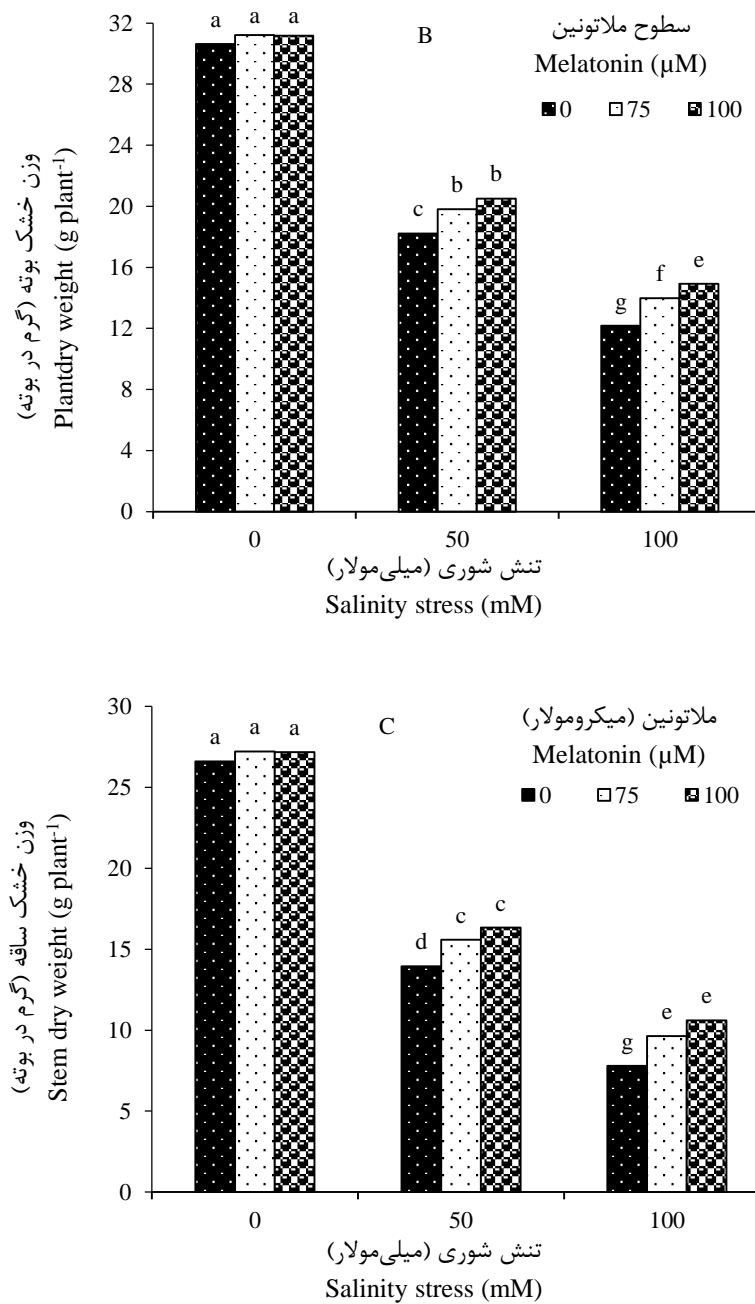 B
سطوح ملاتونین
Melatonin (µM)
0 75 100
وزن خشک بوته (گرم در بوته)
Plantdry weight (g plant-1)
32
28
24
20
16
12
8
4
0
a a a
c b b
g f e
0 50 100
تنش شوری (میلی‌مولار)
Salinity stress (mM)
C
ملاتونین (میکرومولار)
Melatonin (µM)
0 75 100
وزن خشک ساقه (گرم در بوته)
Stem dry weight (g plant-1)
30
25
20
15
10
5
0
a a a
d c c
g e e
0 50 100
تنش شوری (میلی‌مولار)
Salinity stress (mM)